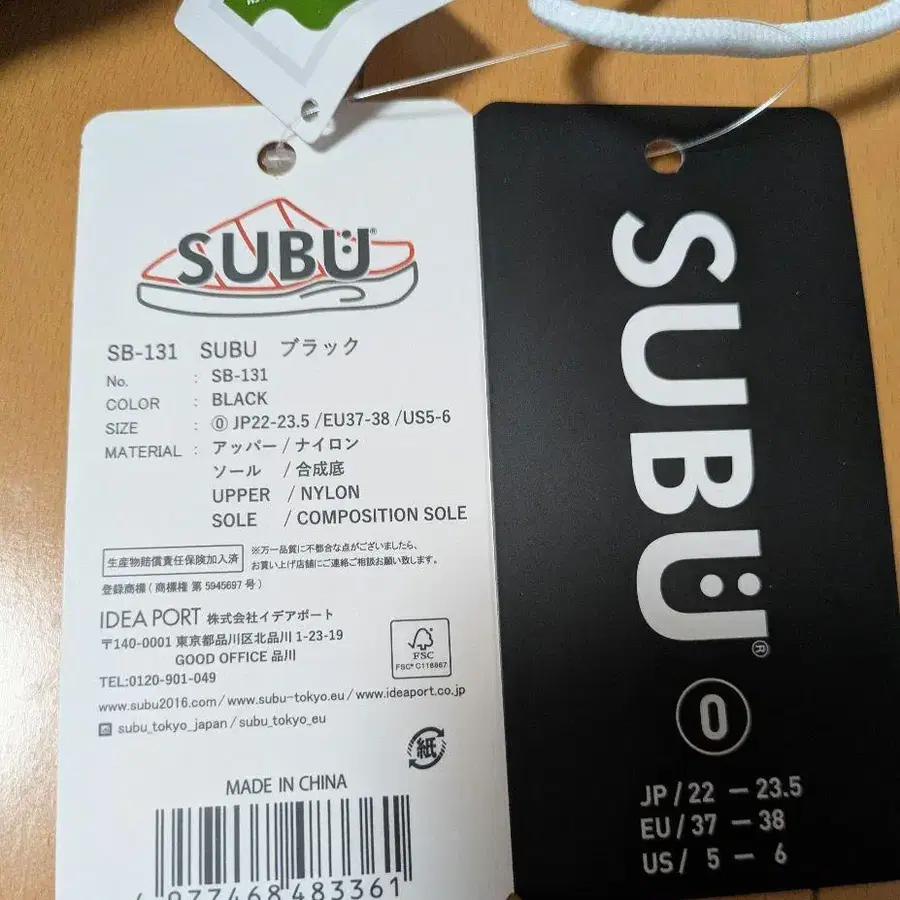 SUBU®
SB-131 SUBU ブラック
No. : SB-131
COLOR : BLACK
SIZE : ⓪ JP22-23.5 /EU37-38 /US5-6
MATERIAL : アッパー / ナイロン
ソール / 合成底
UPPER / NYLON
SOLE / COMPOSITION SOLE
生産物賠償責任保険加入済
※万一品質に不都合な点がございましたら、
お買い上げ店舗にご連絡ご相談お願い致します。
登録商標 ( 商標権 第 5945697 号 )
IDEA PORT 株式会社イデアポート
〒140-0001 東京都品川区北品川 1-23-19
GOOD OFFICE 品川
TEL:0120-901-049
FSC
FSC® C118867
www.subu2016.com / www.subu-tokyo.eu / www.ideaport.co.jp
subu_tokyo_japan / subu_tokyo_eu
紙
MADE IN CHINA
4 977468 483361
SUBU®
0
JP / 22 — 23.5
EU / 37 — 38
US / 5 — 6